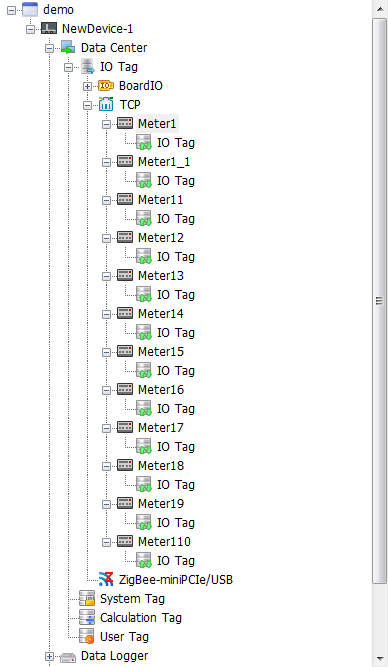 demo
NewDevice-1
Data Center
IO Tag
BoardIO
TCP
Meter1
IO Tag
Meter1_1
IO Tag
Meter11
IO Tag
Meter12
IO Tag
Meter13
IO Tag
Meter14
IO Tag
Meter15
IO Tag
Meter16
IO Tag
Meter17
IO Tag
Meter18
IO Tag
Meter19
IO Tag
Meter110
IO Tag
ZigBee-miniPCIe/USB
System Tag
Calculation Tag
User Tag
Data Logger